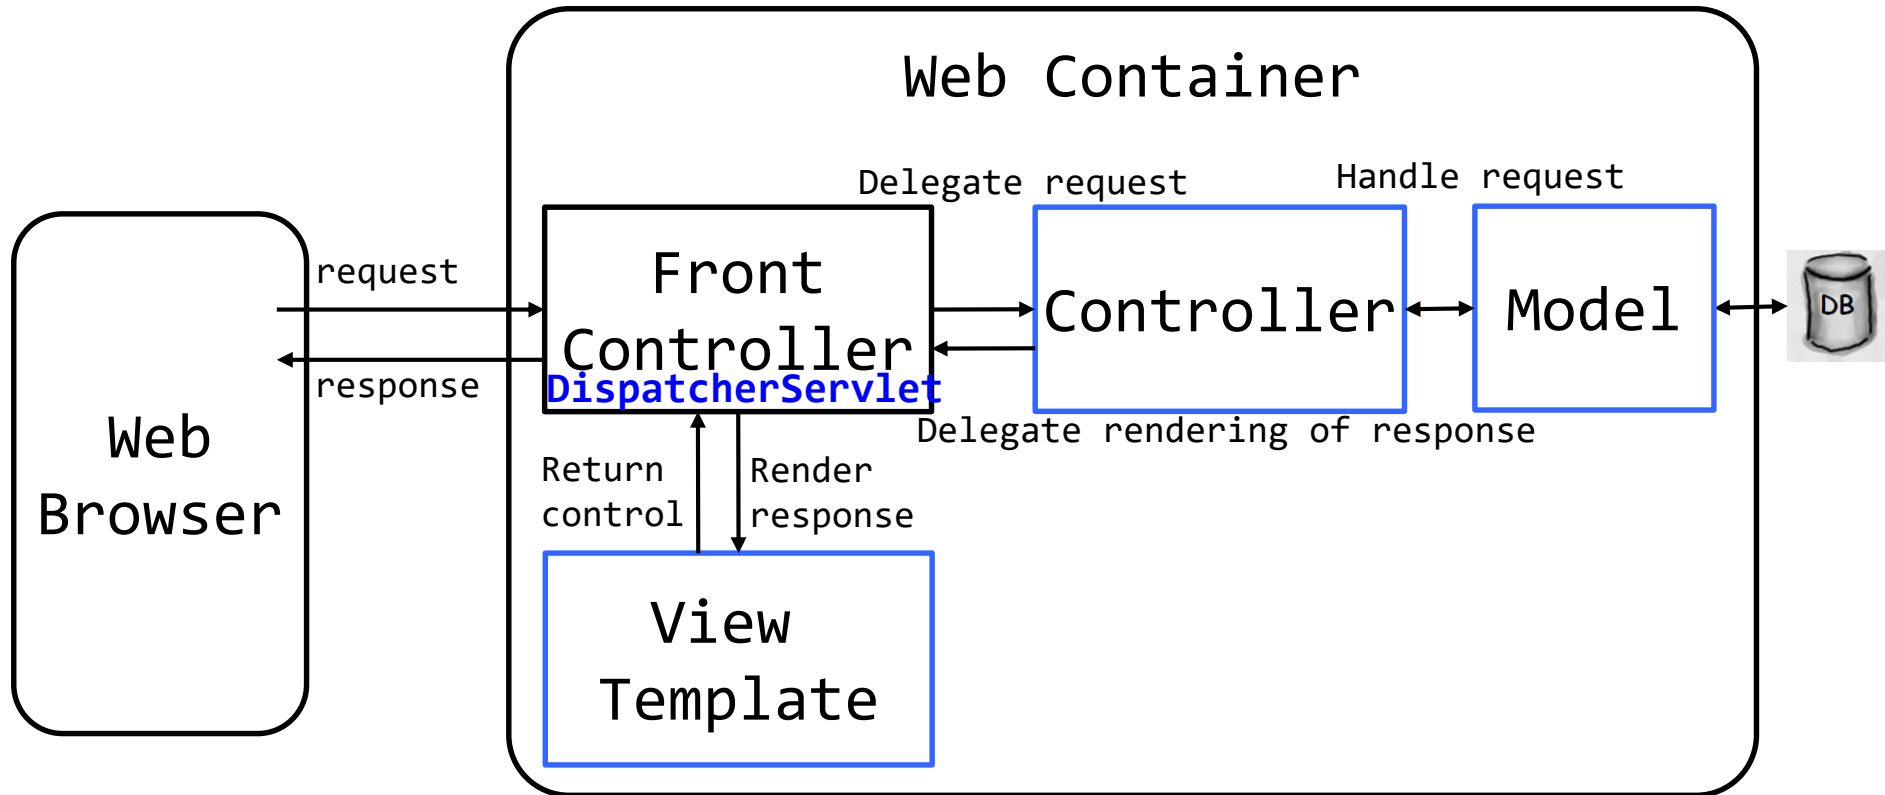 Web Container
Delegate request
Handle request
request
Front
Controller
DispatcherServlet
Controller
Model
DB
response
Delegate rendering of response
Web
Browser
Return
control
Render
response
View
Template